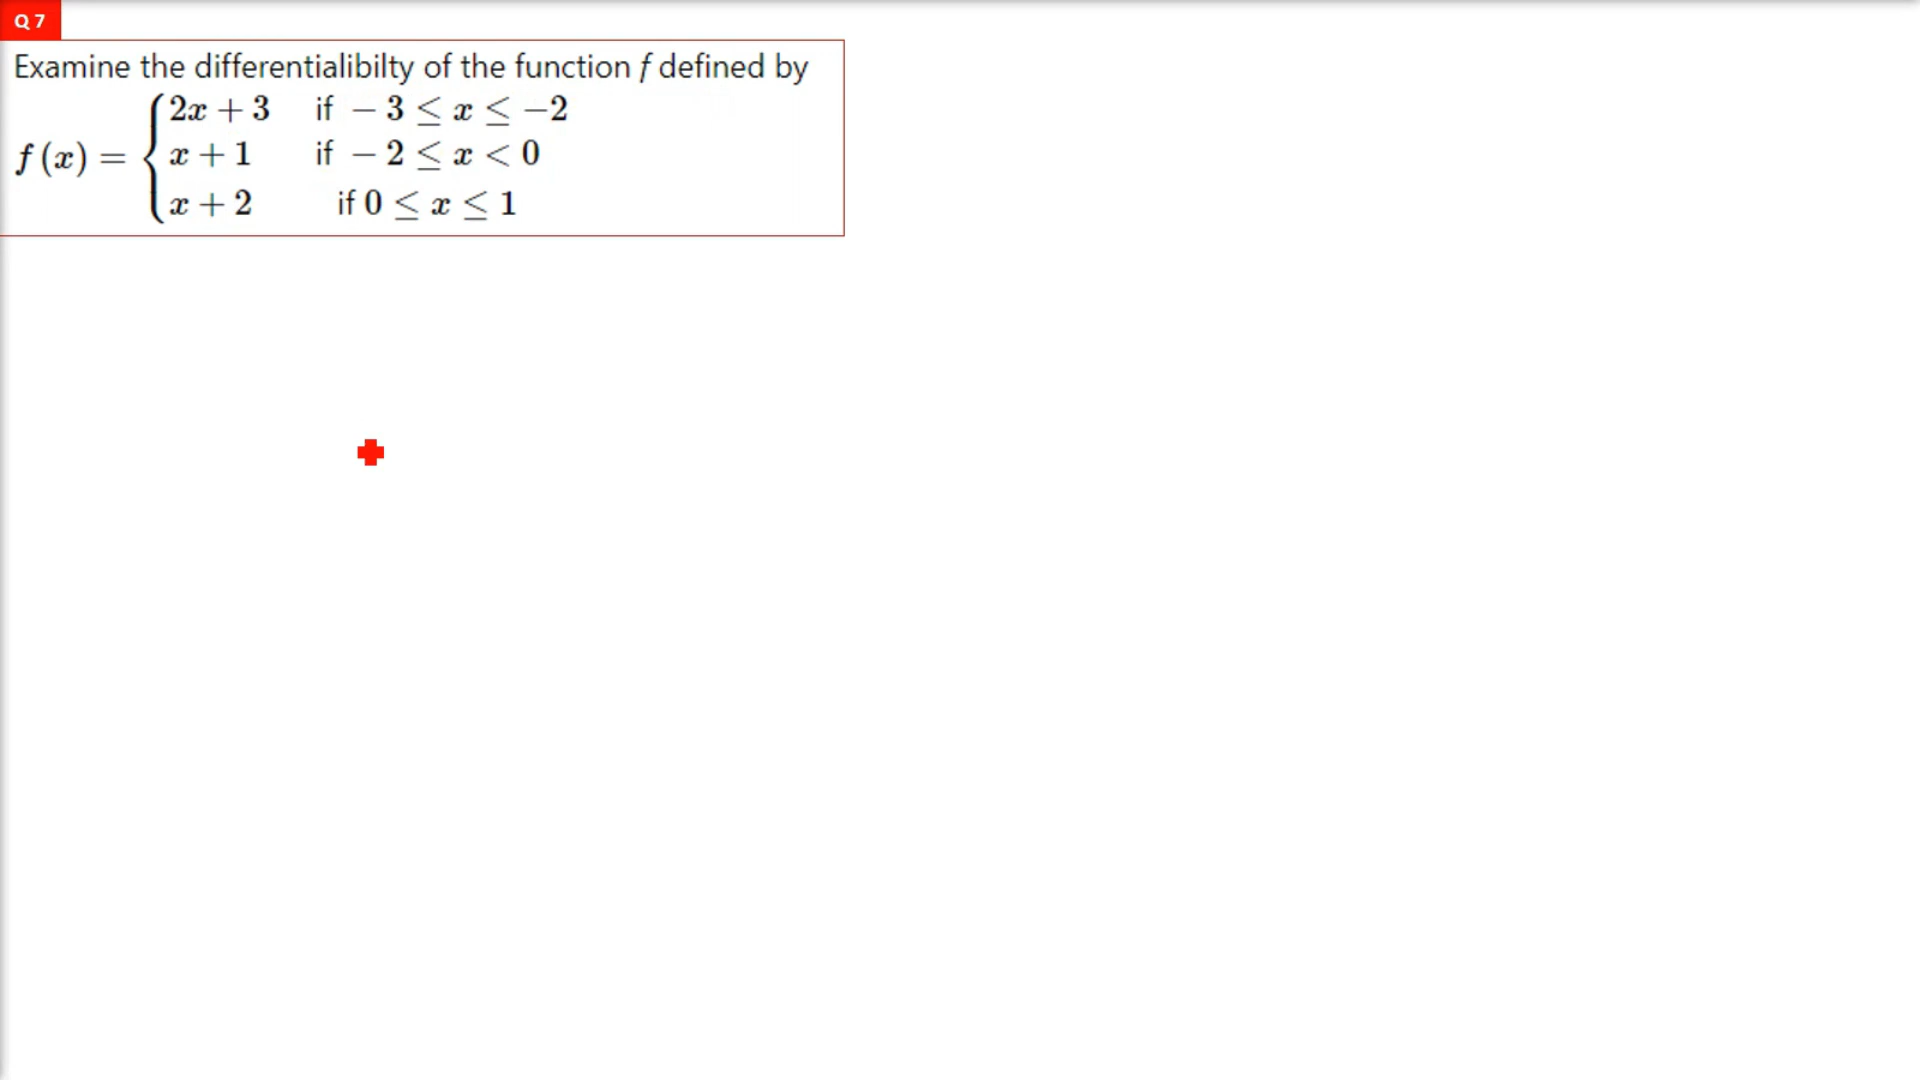 Q 7
Examine the differentialibilty of the function f defined by
f (x) = { 2x + 3 if − 3 ≤ x ≤ −2
x + 1 if − 2 ≤ x < 0
x + 2 if 0 ≤ x ≤ 1